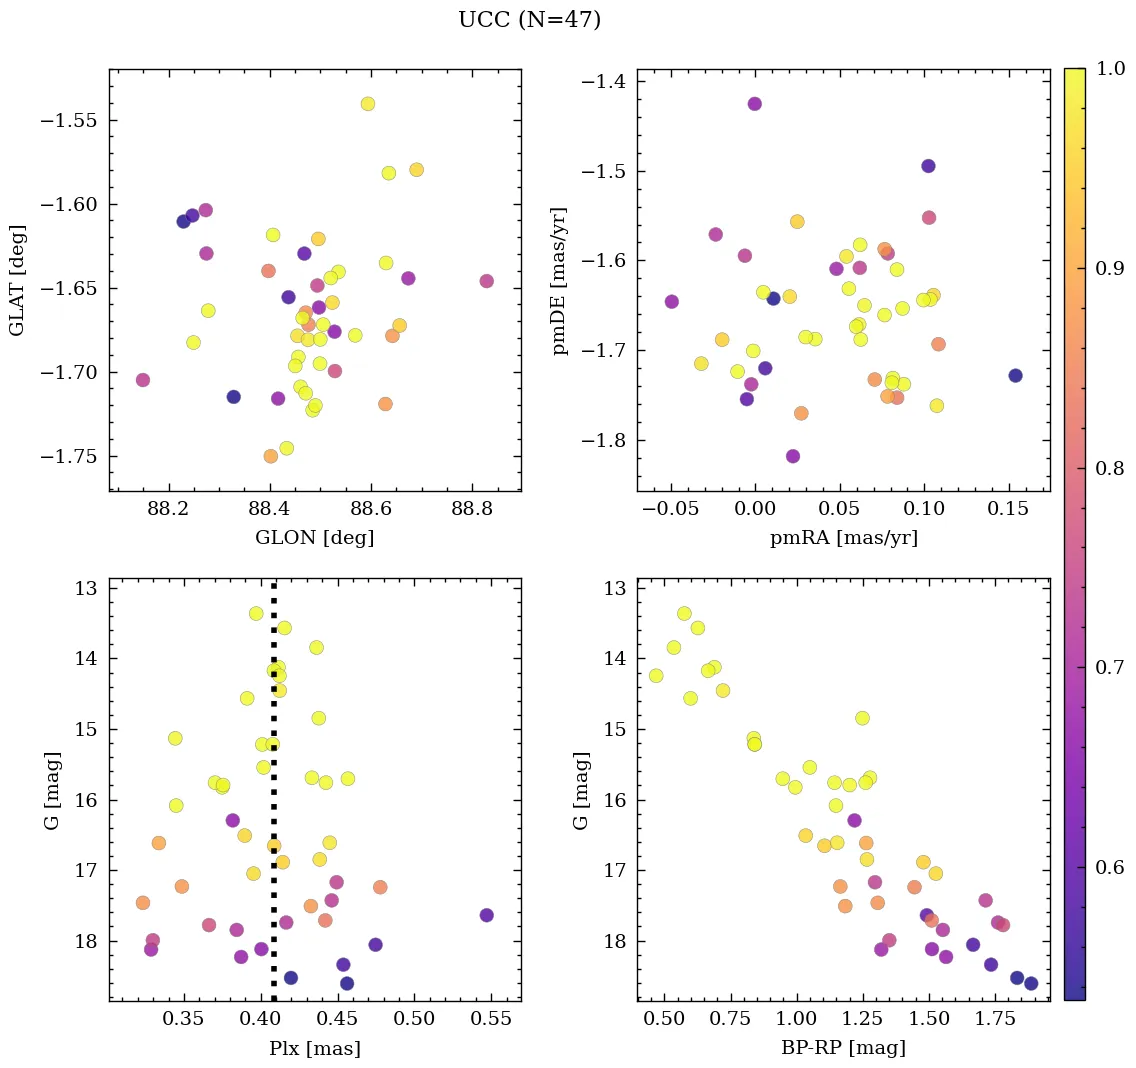 UCC (N=47)
−1.55
−1.60
−1.65
−1.70
−1.75
GLAT [deg]
88.2 88.4 88.6 88.8
GLON [deg]
−1.4
−1.5
−1.6
−1.7
−1.8
pmDE [mas/yr]
−0.05 0.00 0.05 0.10 0.15
pmRA [mas/yr]
1.0
0.9
0.8
0.7
0.6
13
14
15
16
17
18
G [mag]
0.35 0.40 0.45 0.50 0.55
Plx [mas]
13
14
15
16
17
18
G [mag]
0.50 0.75 1.00 1.25 1.50 1.75
BP-RP [mag]